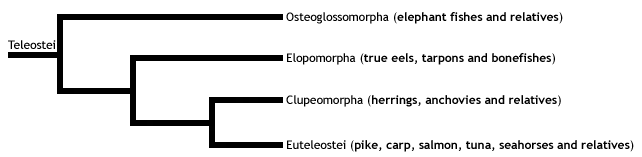 Osteoglossomorpha (elephant fishes and relatives)
Teleostei
Elopomorpha (true eels, tarpons and bonefishes)
Clupeomorpha (herrings, anchovies and relatives)
Euteleostei (pike, carp, salmon, tuna, seahorses and relatives)